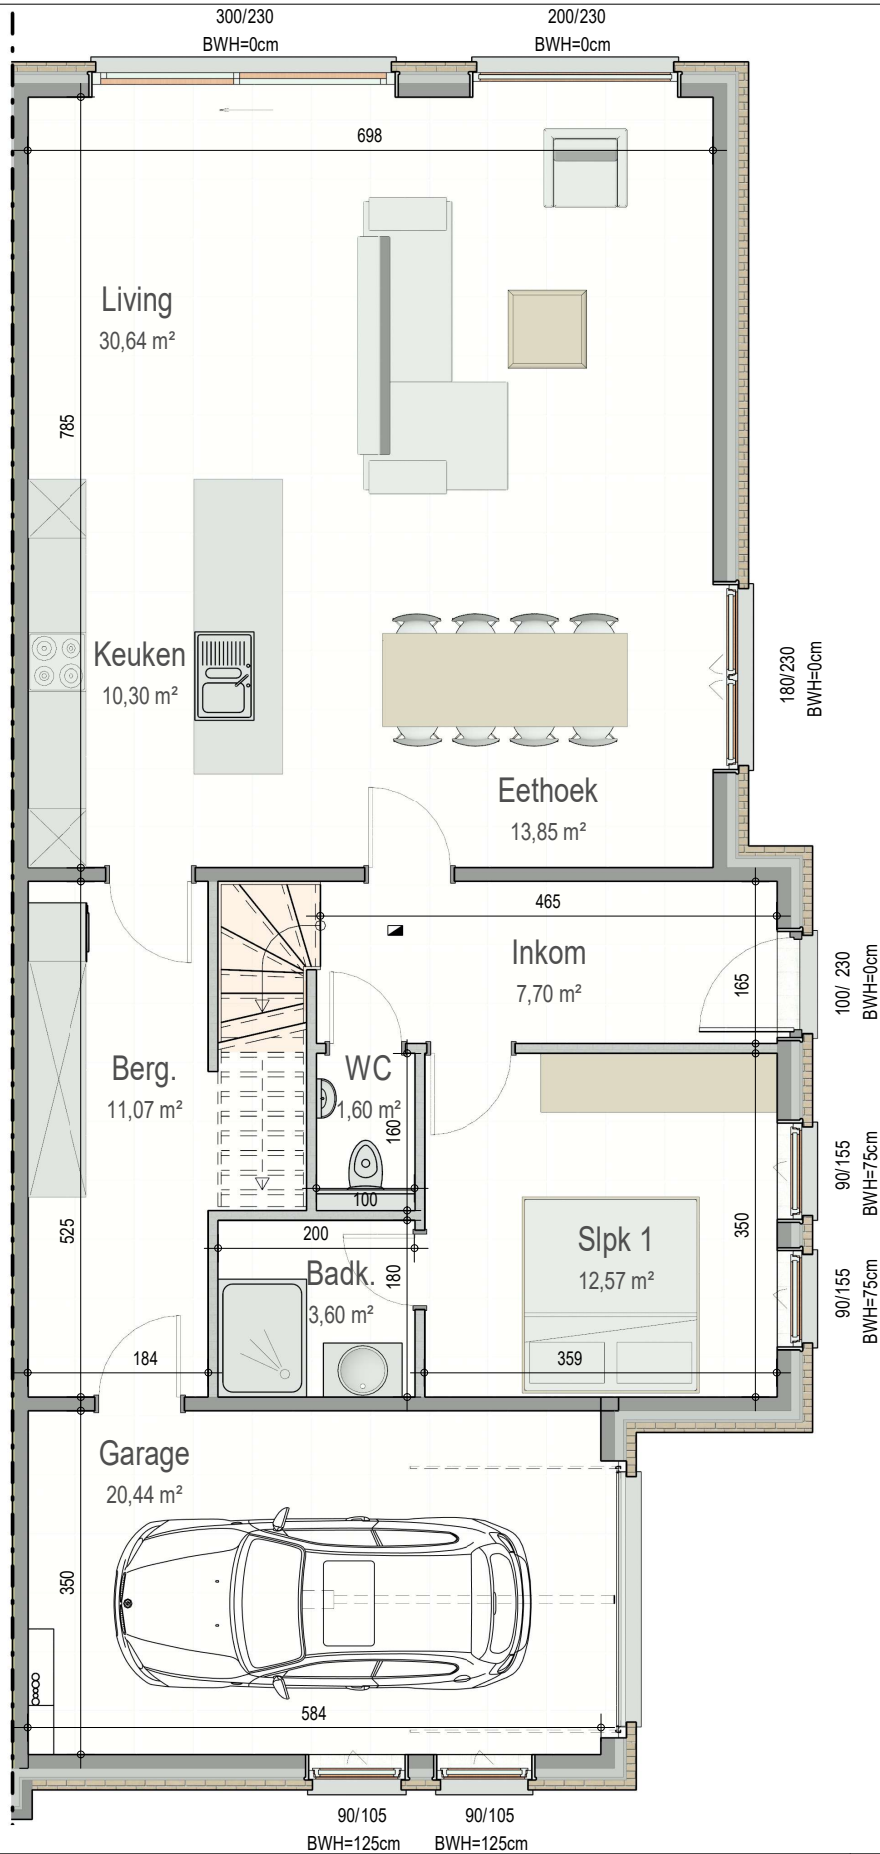 300/230
BWH=0cm
200/230
BWH=0cm
698
Living
30,64 m²
785
Keuken
10,30 m²
180/230
BWH=0cm
Eethoek
13,85 m²
465
Inkom
7,70 m²
165
100/ 230
BWH=0cm
Berg.
11,07 m²
WC
1,60 m²
160
100
90/155
BWH=75cm
525
200
Badk.
3,60 m²
180
Slpk 1
12,57 m²
350
90/155
BWH=75cm
184
359
Garage
20,44 m²
350
584
90/105
BWH=125cm
90/105
BWH=125cm